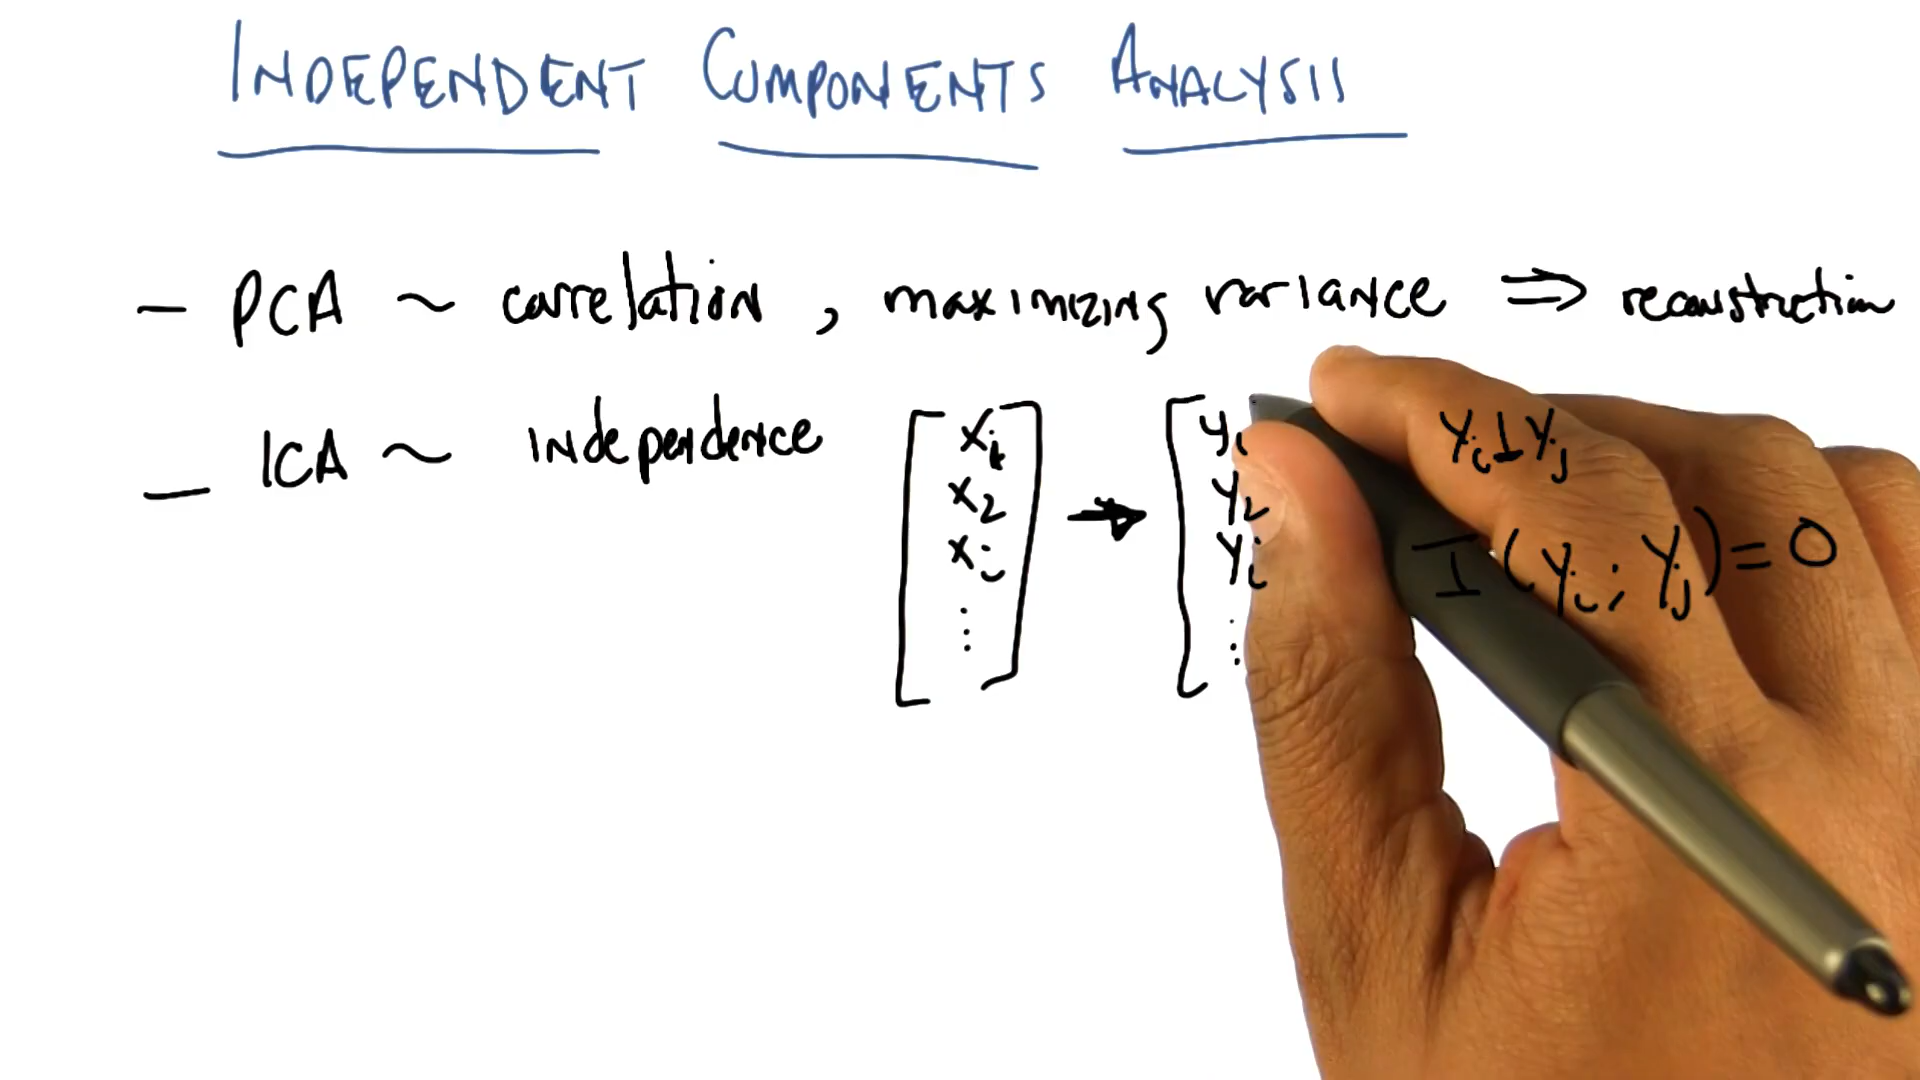 INDEPENDENT COMPONENTS ANALYSIS
- PCA ~ correlation, maximizing variance ⇒ reconstruction
- ICA ~ independence
x₁
x₂
xᵢ
⋮
→
y₁
y₂
yᵢ
⋮
yᵢ ⊥ yⱼ
I(yᵢ; yⱼ) = 0